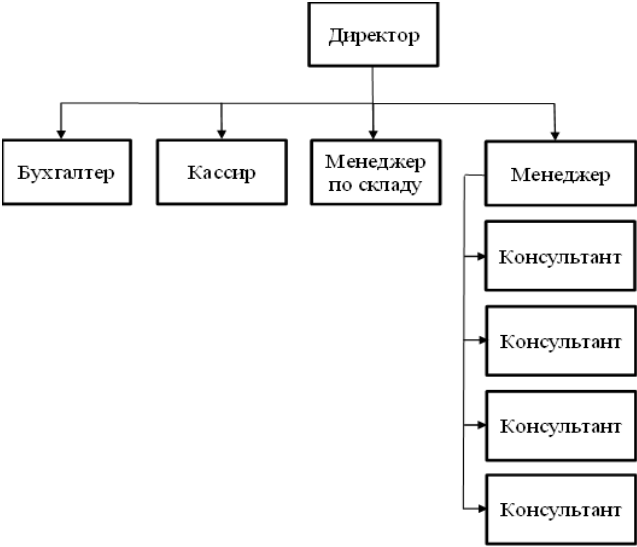 Директор
Бухгалтер
Кассир
Менеджер
по складу
Менеджер
Консультант
Консультант
Консультант
Консультант